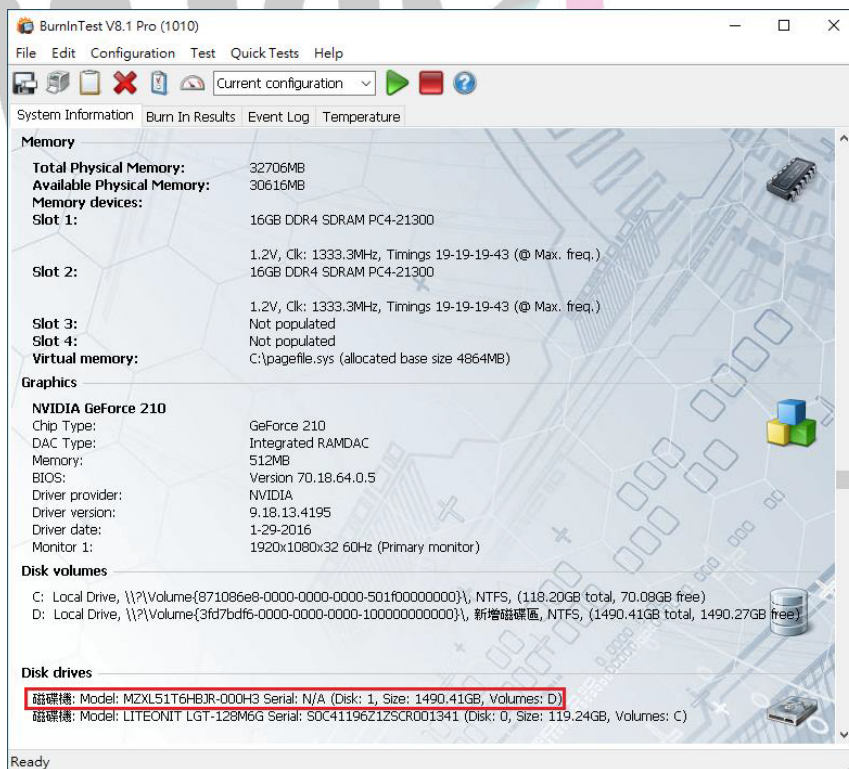 BurnInTest V8.1 Pro (1010)
File Edit Configuration Test Quick Tests Help
Current configuration
System Information Burn In Results Event Log Temperature
Memory
Total Physical Memory: 32706MB
Available Physical Memory: 30616MB
Memory devices:
Slot 1: 16GB DDR4 SDRAM PC4-21300
1.2V, Clk: 1333.3MHz, Timings 19-19-19-43 (@ Max. freq.)
Slot 2: 16GB DDR4 SDRAM PC4-21300
1.2V, Clk: 1333.3MHz, Timings 19-19-19-43 (@ Max. freq.)
Slot 3: Not populated
Slot 4: Not populated
Virtual memory: C:\pagefile.sys (allocated base size 4864MB)
Graphics
NVIDIA GeForce 210
Chip Type: GeForce 210
DAC Type: Integrated RAMDAC
Memory: 512MB
BIOS: Version 70.18.64.0.5
Driver provider: NVIDIA
Driver version: 9.18.13.4195
Driver date: 1-29-2016
Monitor 1: 1920x1080x32 60Hz (Primary monitor)
Disk volumes
C: Local Drive, \\?\Volume{871086e8-0000-0000-0000-501f00000000}\, NTFS, (118.20GB total, 70.08GB free)
D: Local Drive, \\?\Volume{3fd7bdf6-0000-0000-0000-100000000000}\, 新增磁碟區, NTFS, (1490.41GB total, 1490.27GB free)
Disk drives
磁碟機: Model: MZXL51T6HBJR-000H3 Serial: N/A (Disk: 1, Size: 1490.41GB, Volumes: D)
磁碟機: Model: LITEONIT LGT-128M6G Serial: S0C41196Z1ZSCR001341 (Disk: 0, Size: 119.24GB, Volumes: C)
Ready